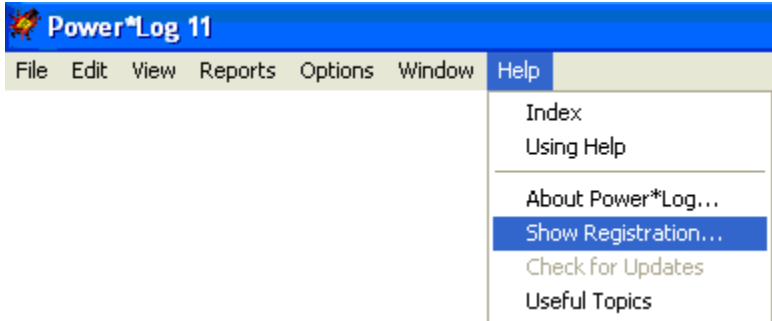 Power*Log 11
File Edit View Reports Options Window Help
Index
Using Help
About Power*Log...
Show Registration...
Check for Updates
Useful Topics